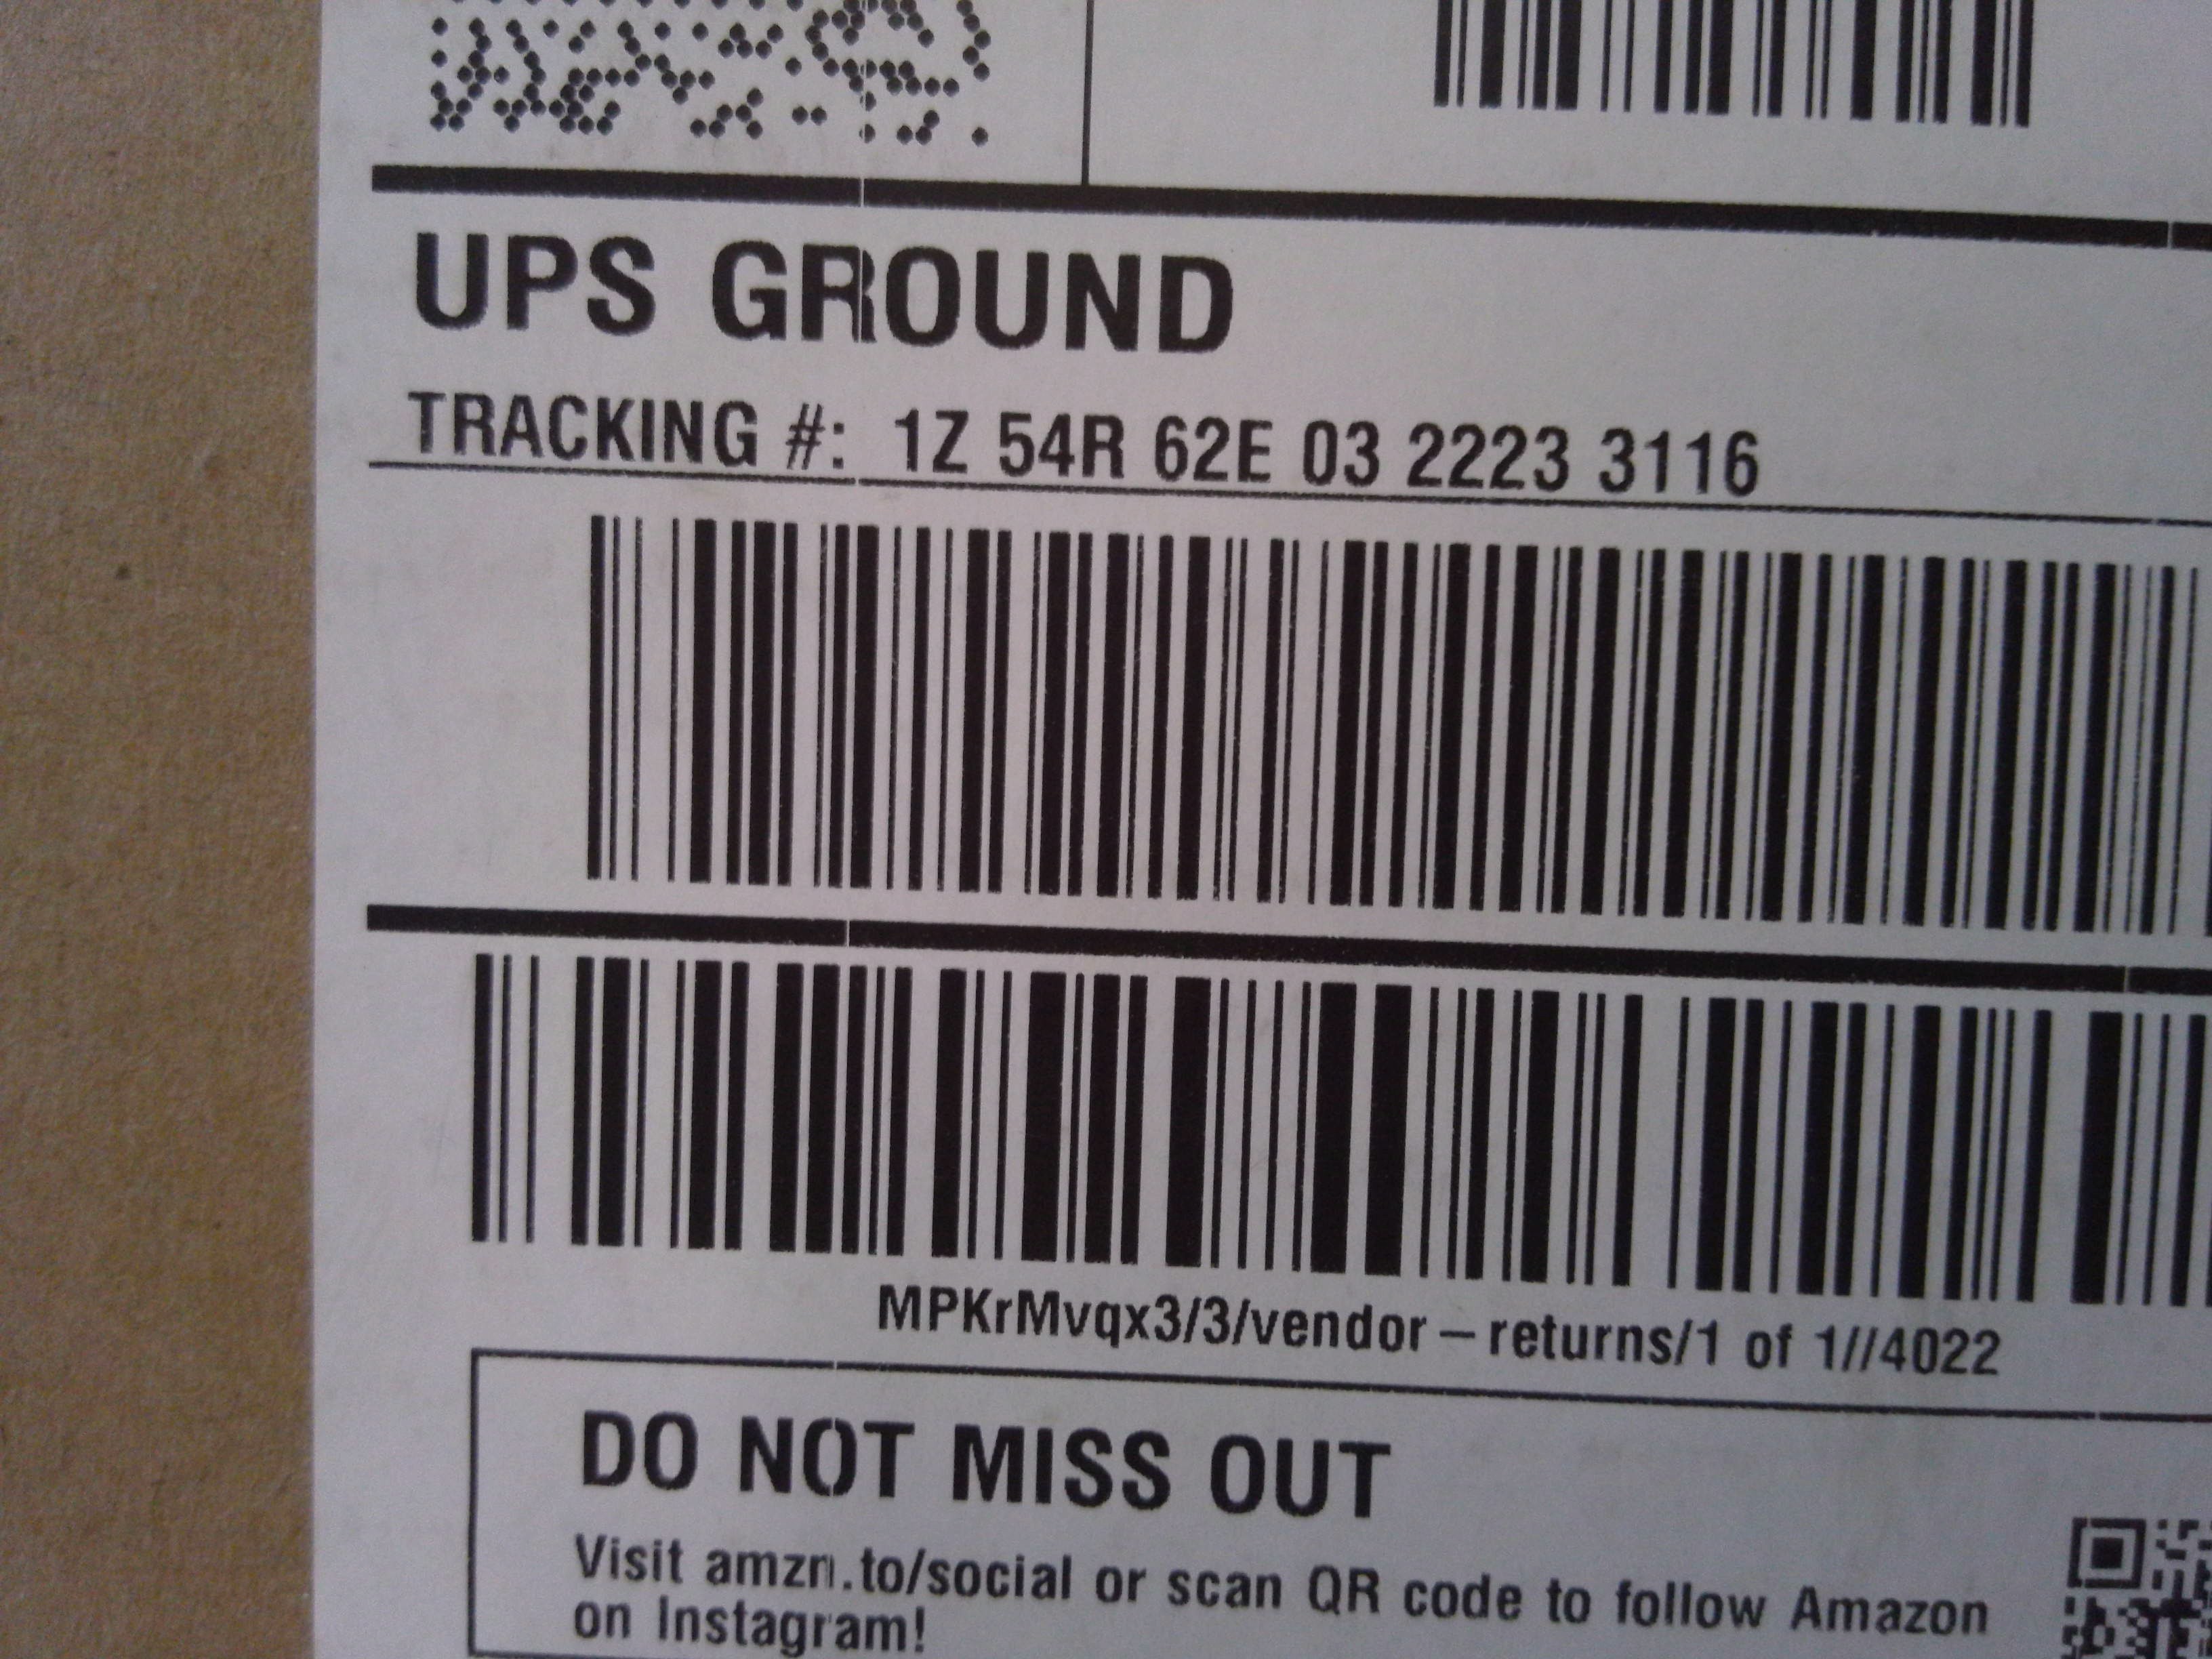 UPS GROUND
TRACKING #: 1Z 54R 62E 03 2223 3116
MPKrMvqx3/3/vendor-returns/1 of 1//4022
DO NOT MISS OUT
Visit amzn.to/social or scan QR code to follow Amazon
on Instagram!